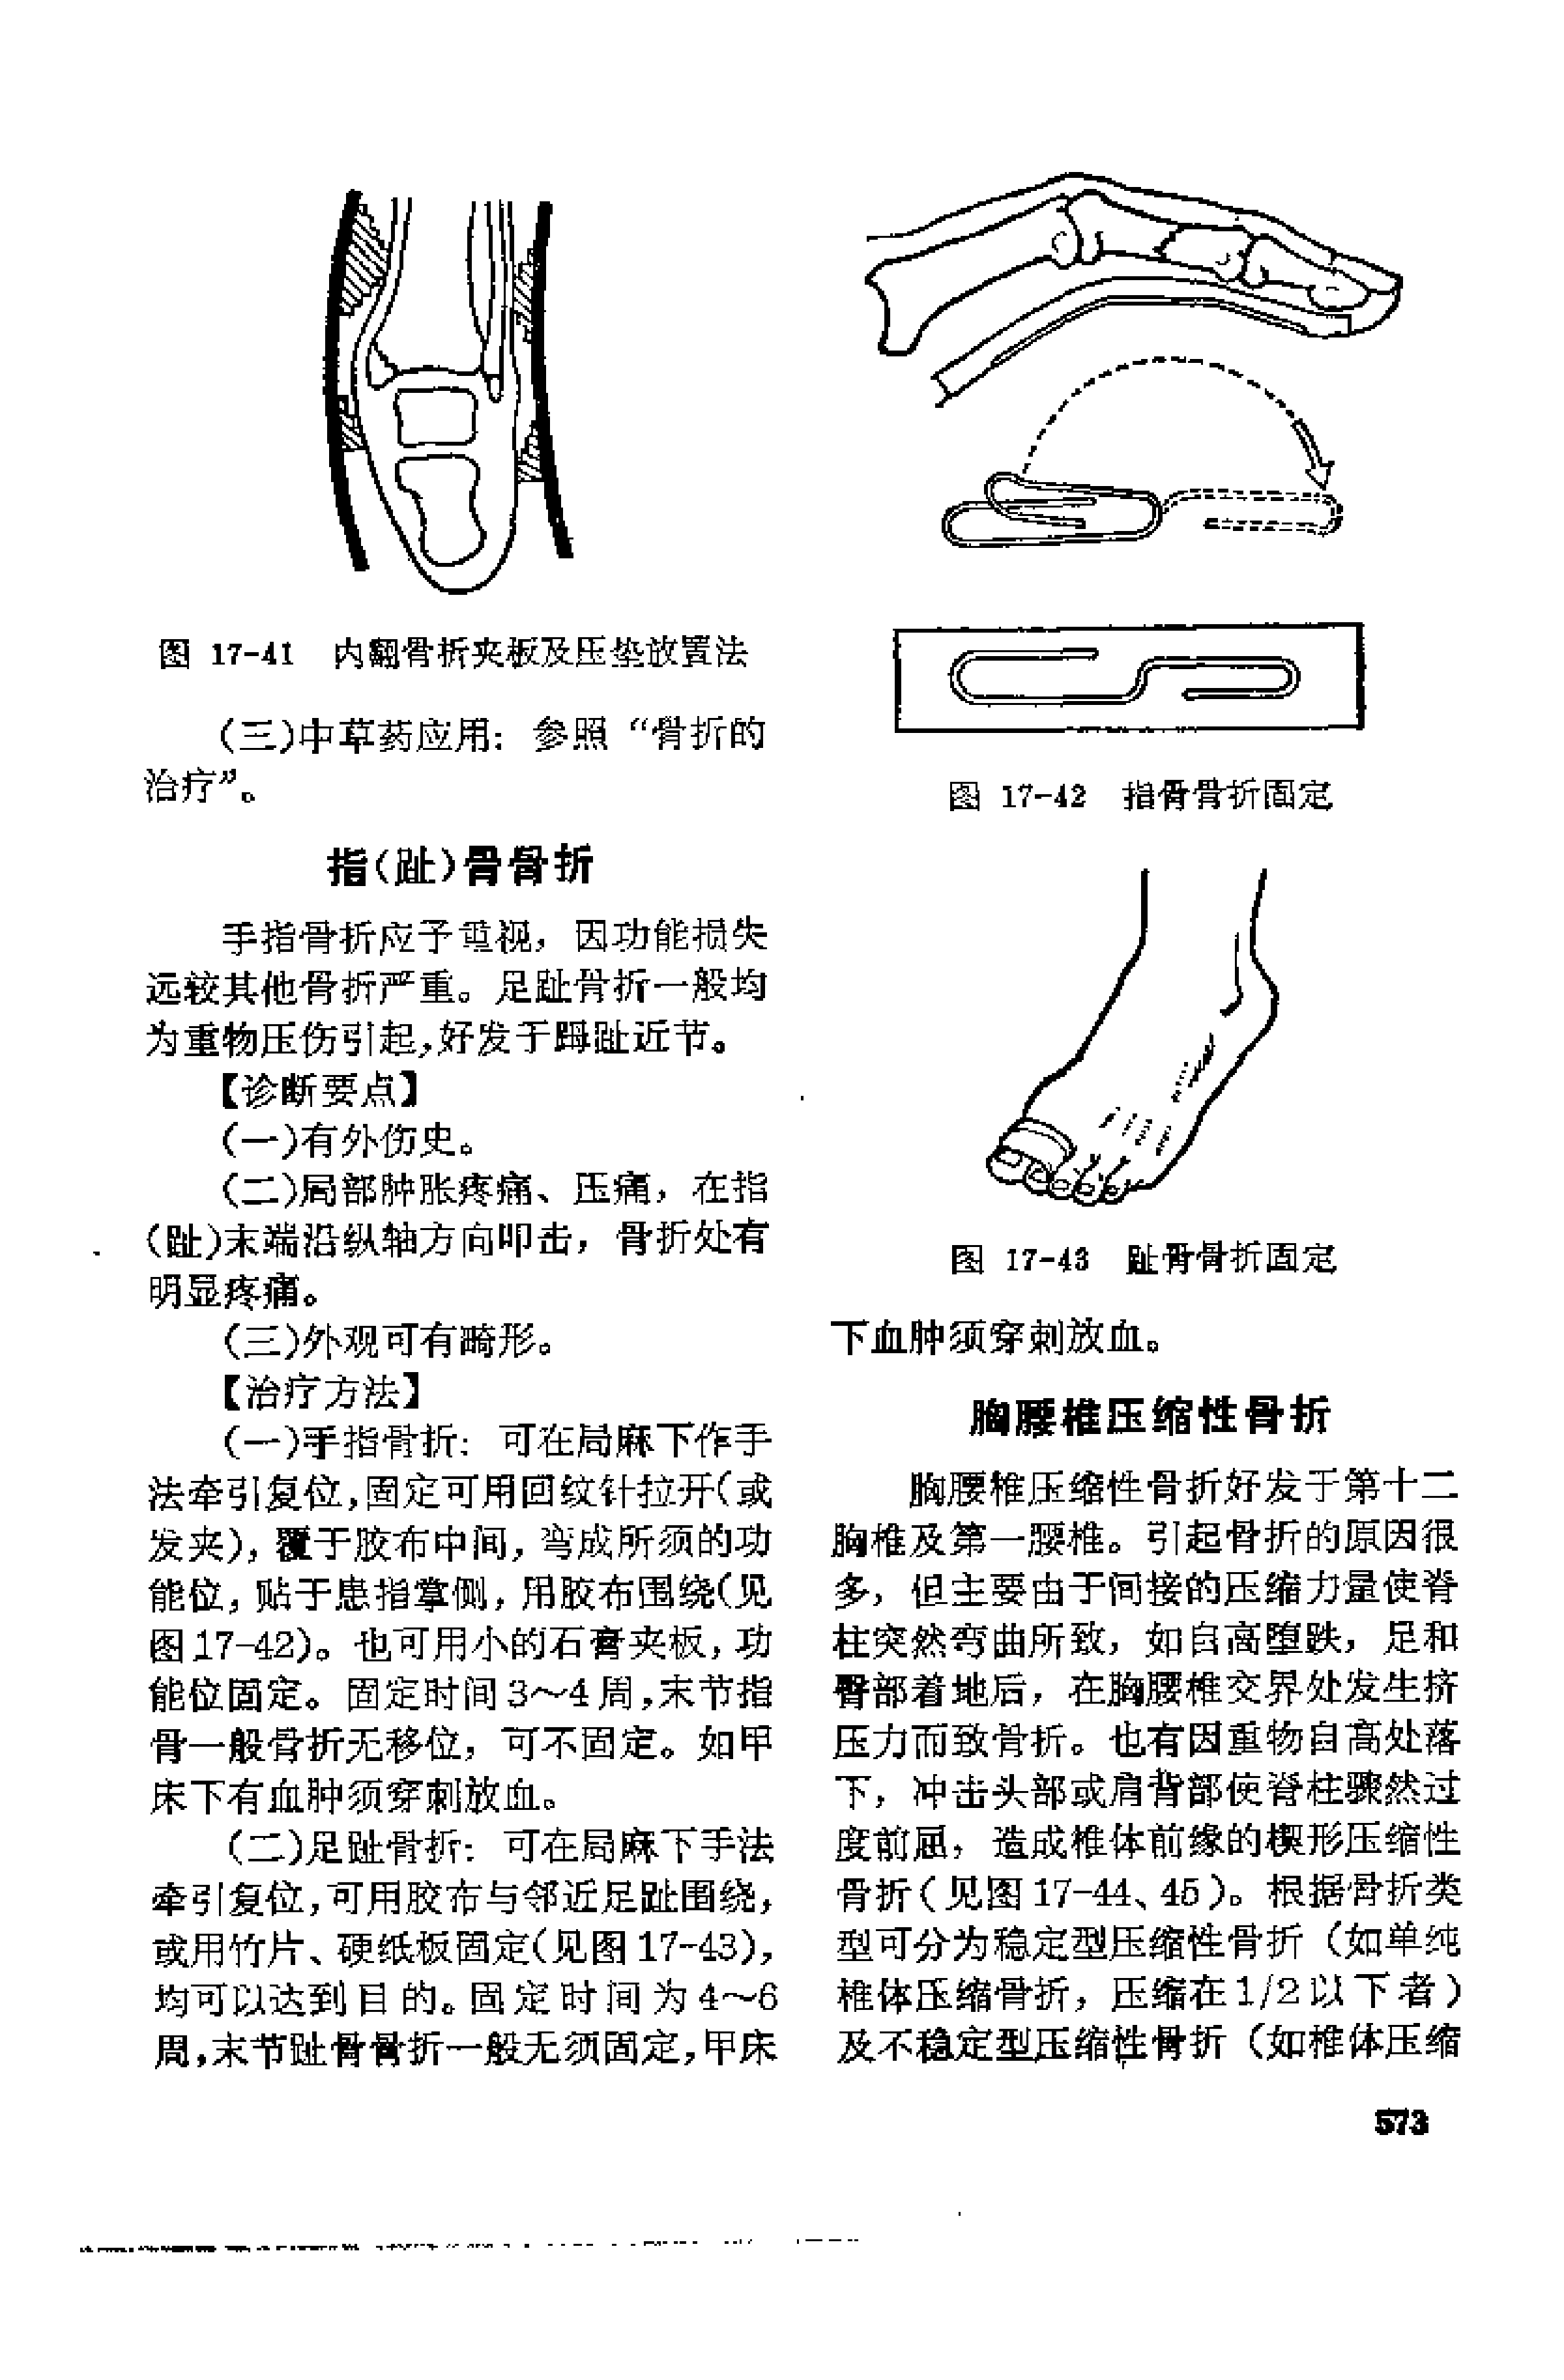 图 17-41 内翻骨折夹板及压垫放置法
(三)中草药应用: 参照“骨折的
治疗”。
指(趾)骨骨折
手指骨折应予重视, 因功能损失
远较其他骨折严重。足趾骨折一般均
为重物压伤引起,好发于踇趾近节。
【诊断要点】
(一)有外伤史。
(二)局部肿胀疼痛、压痛, 在指
(趾)末端沿纵轴方向叩击, 骨折处有
明显疼痛。
(三)外观可有畸形。
【治疗方法】
(一)手指骨折: 可在局麻下作手
法牵引复位,固定可用回纹针拉开(或
发夹), 覆于胶布中间, 弯成所须的功
能位, 贴于患指掌侧, 用胶布围绕(见
图17-42)。也可用小的石膏夹板, 功
能位固定。固定时间3~4周,末节指
骨一般骨折无移位, 可不固定。如甲
床下有血肿须穿刺放血。
(二)足趾骨折: 可在局麻下手法
牵引复位,可用胶布与邻近足趾围绕,
或用竹片、硬纸板固定(见图17-43),
均可以达到目的。固定时间为4~6
周,末节趾骨骨折一般无须固定,甲床
图 17-42 指骨骨折固定
图 17-43 趾骨骨折固定
下血肿须穿刺放血。
胸腰椎压缩性骨折
胸腰椎压缩性骨折好发于第十二
胸椎及第一腰椎。引起骨折的原因很
多, 但主要由于间接的压缩力量使脊
柱突然弯曲所致, 如自高堕跌, 足和
臀部着地后, 在胸腰椎交界处发生挤
压力而致骨折。也有因重物自高处落
下, 冲击头部或肩背部使脊柱骤然过
度前屈, 造成椎体前缘的楔形压缩性
骨折(见图17-44、45)。根据骨折类
型可分为稳定型压缩性骨折(如单纯
椎体压缩骨折, 压缩在1/2以下者)
及不稳定型压缩性骨折(如椎体压缩
573